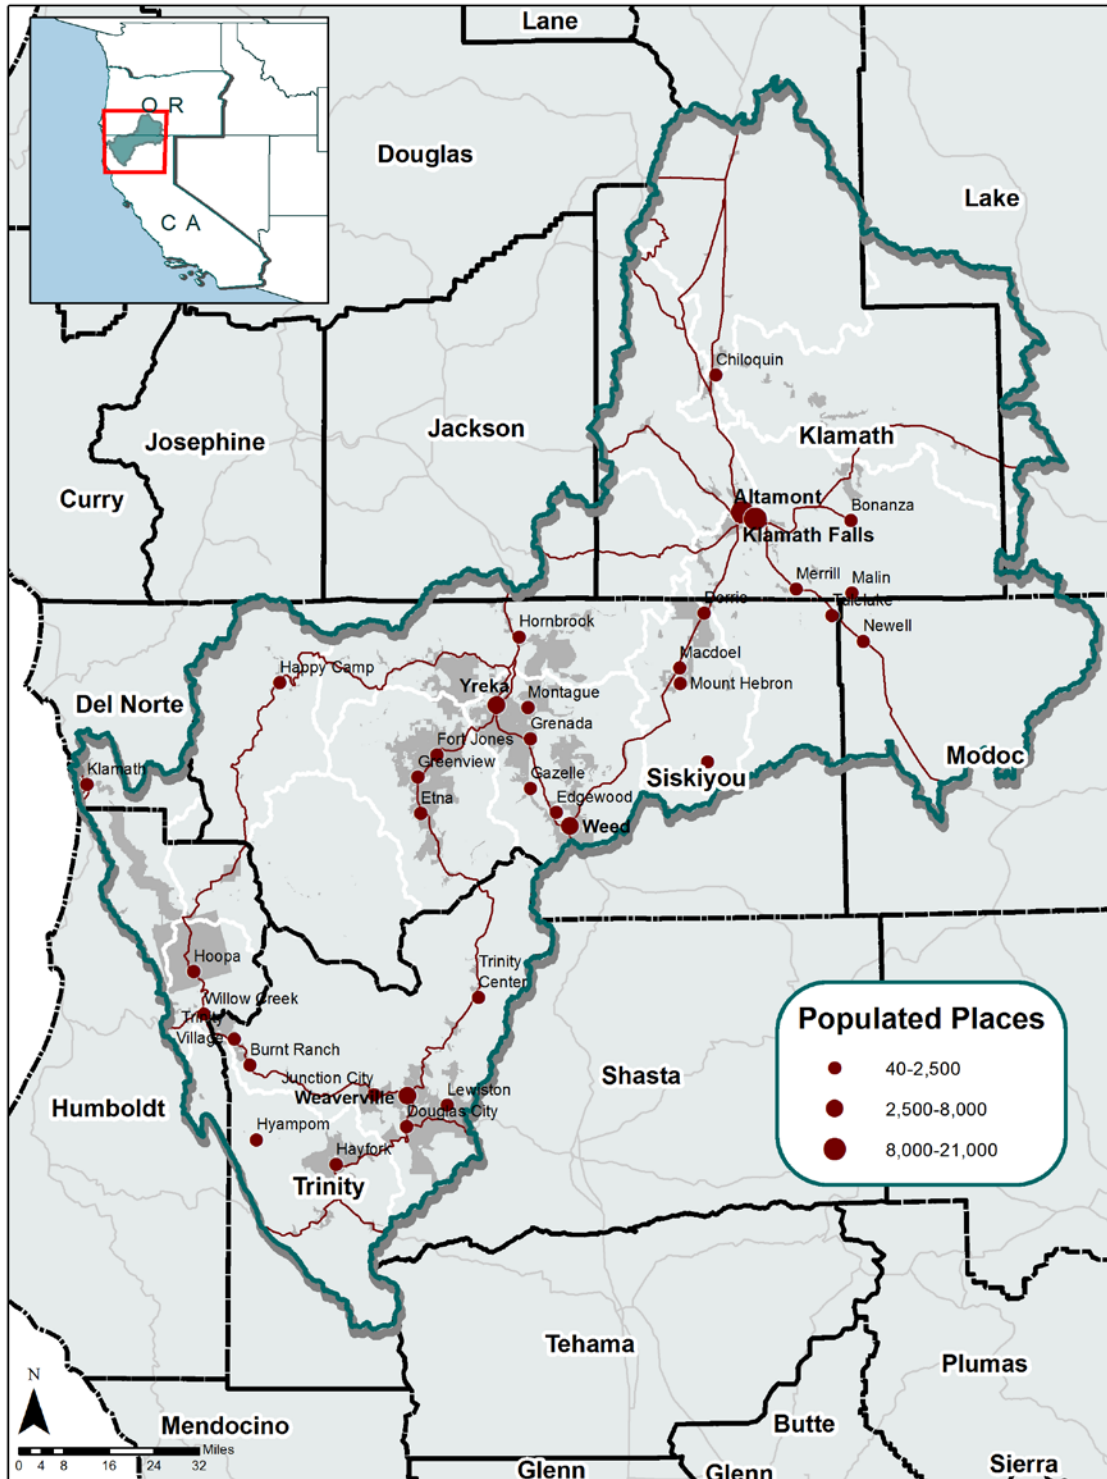 Lane
O R
C A
Douglas
Lake
Chiloquin
Klamath
Josephine
Jackson
Curry
Altamont
Klamath Falls
Bonanza
Merrill
Malin
Dorris
Tulelake
Newell
Hornbrook
Happy Camp
Macdoel
Mount Hebron
Del Norte
Yreka
Montague
Grenada
Fort Jones
Greenview
Klamath
Gazelle
Etna
Edgewood
Weed
Siskiyou
Modoc
Hoopa
Trinity
Center
Willow Creek
Trinity
Village
Burnt Ranch
Junction City
Weaverville
Lewiston
Douglas City
Hyampom
Hayfork
Trinity
Humboldt
Shasta
Populated Places
40-2,500
2,500-8,000
8,000-21,000
Tehama
Plumas
Butte
Mendocino
Glenn
Glenn
Sierra
N
Miles
0 4 8 16 24 32